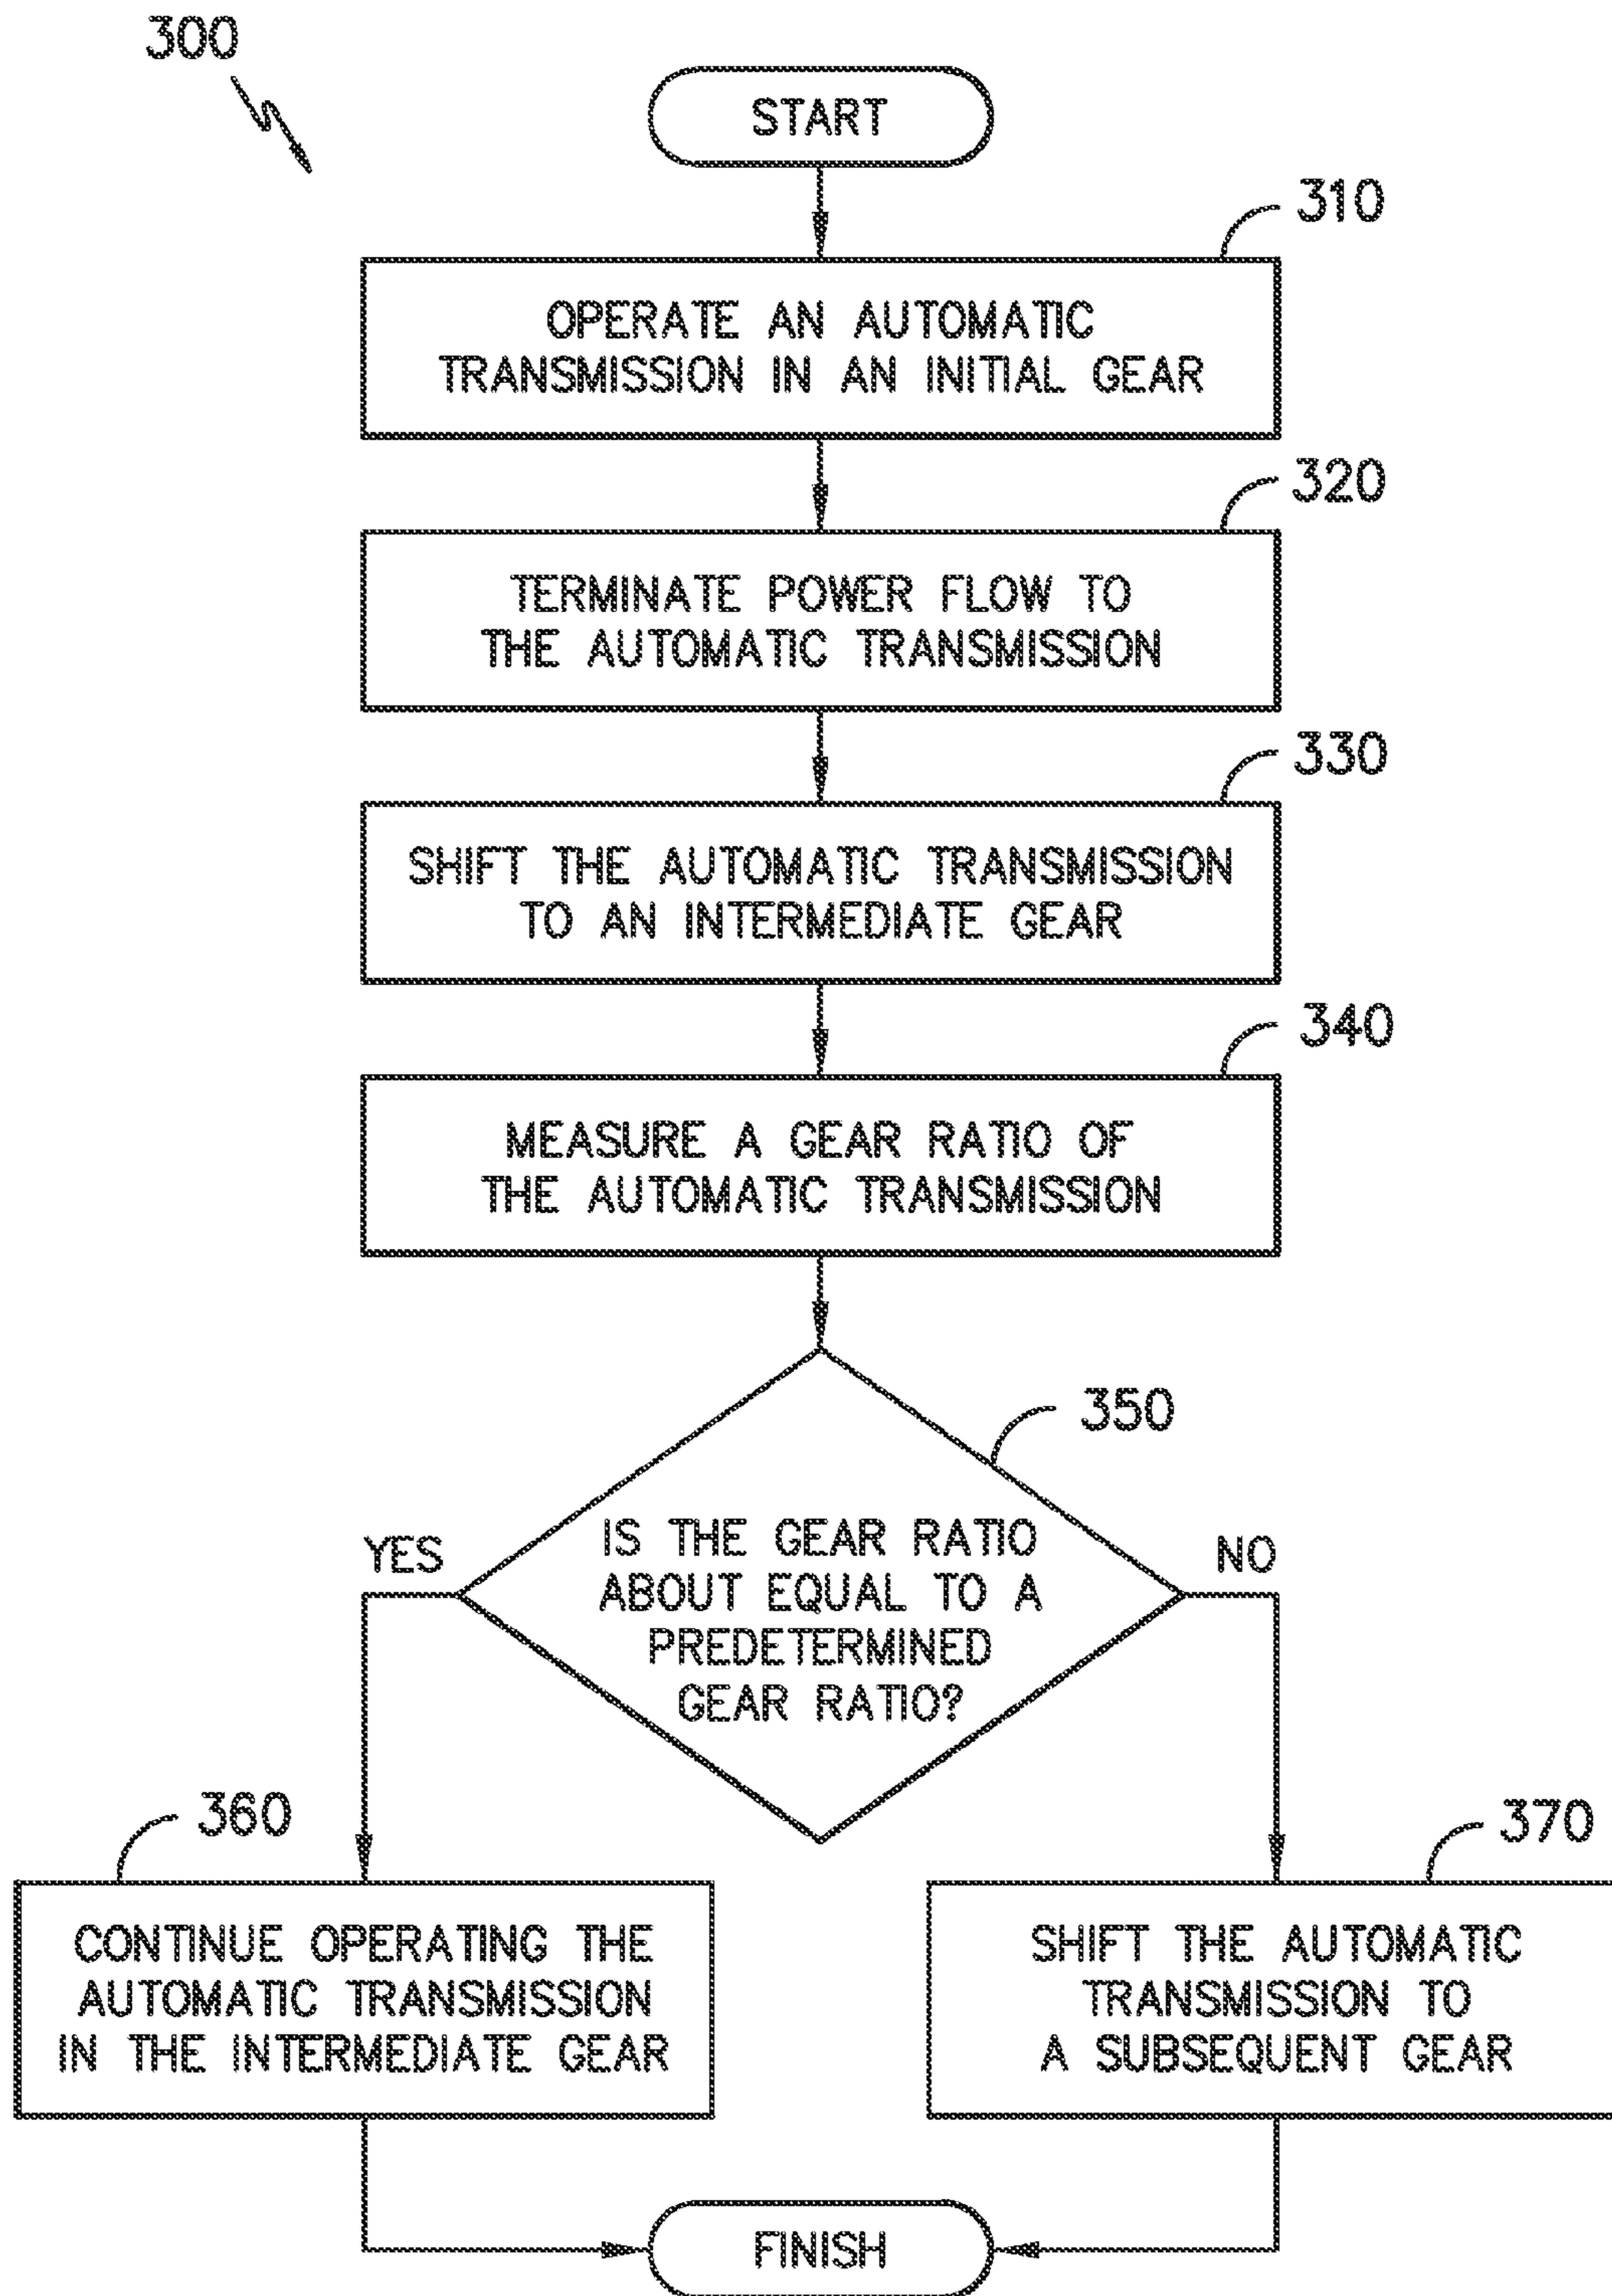 300
START
310
OPERATE AN AUTOMATIC
TRANSMISSION IN AN INITIAL GEAR
320
TERMINATE POWER FLOW TO
THE AUTOMATIC TRANSMISSION
330
SHIFT THE AUTOMATIC TRANSMISSION
TO AN INTERMEDIATE GEAR
340
MEASURE A GEAR RATIO OF
THE AUTOMATIC TRANSMISSION
350
IS THE GEAR RATIO
ABOUT EQUAL TO A
PREDETERMINED
GEAR RATIO?
YES
NO
360
CONTINUE OPERATING THE
AUTOMATIC TRANSMISSION
IN THE INTERMEDIATE GEAR
370
SHIFT THE AUTOMATIC
TRANSMISSION TO
A SUBSEQUENT GEAR
FINISH